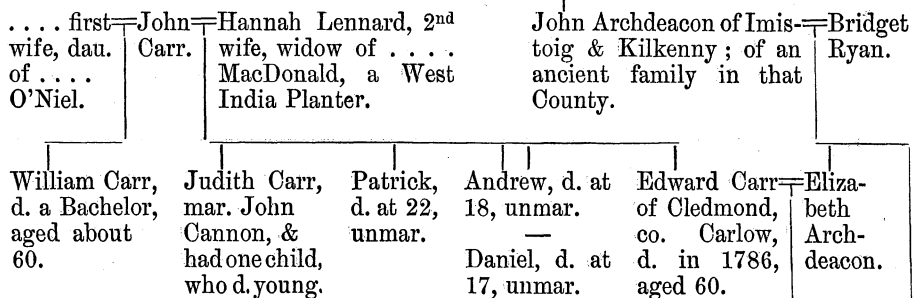 . . . . first
wife, dau.
of . . . .
O'Niel.
John
Carr.
Hannah Lennard, 2nd
wife, widow of . . . .
MacDonald, a West
India Planter.
John Archdeacon of Imis-
toig & Kilkenny ; of an
ancient family in that
County.
Bridget
Ryan.
William Carr,
d. a Bachelor,
aged about
60.
Judith Carr,
mar. John
Cannon, &
had one child,
who d. young.
Patrick,
d. at 22,
unmar.
Andrew, d. at
18, unmar.
—
Daniel, d. at
17, unmar.
Edward Carr
of Cledmond,
co. Carlow,
d. in 1786,
aged 60.
Eliza-
beth
Arch-
deacon.